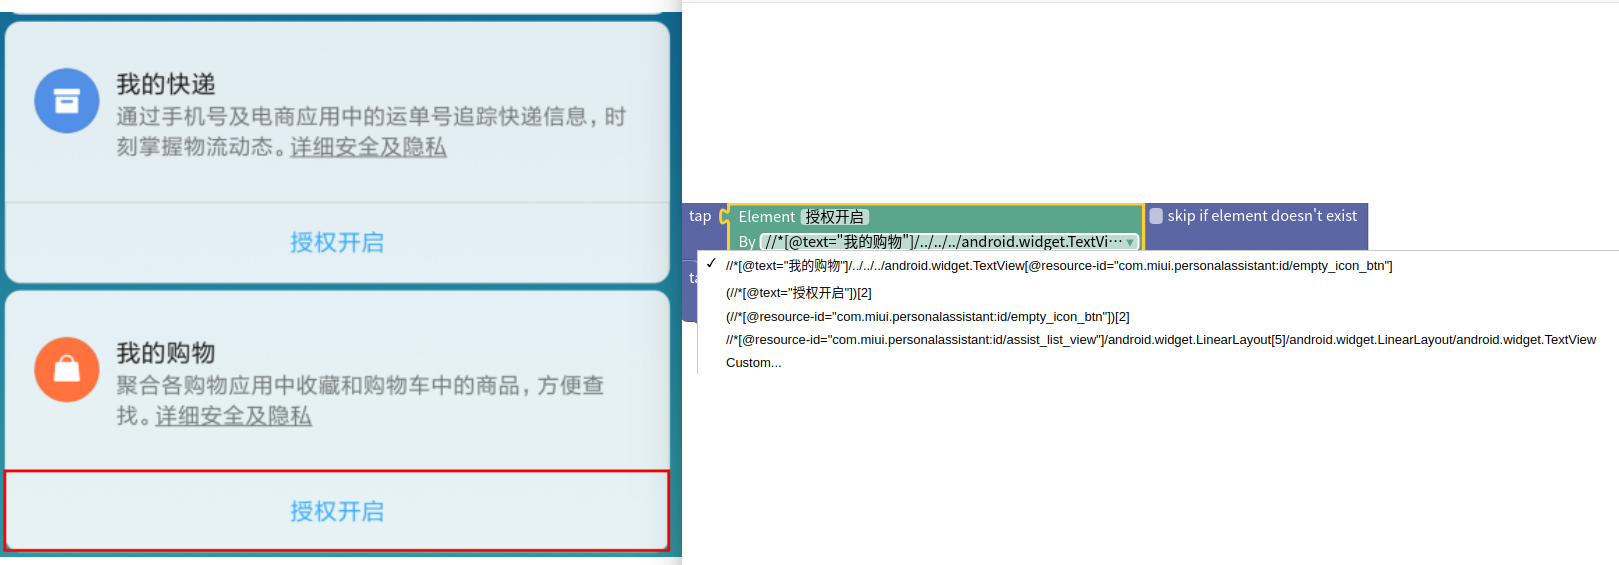 我的快递
通过手机号及电商应用中的运单号追踪快递信息，时
刻掌握物流动态。详细安全及隐私
授权开启
我的购物
聚合各购物应用中收藏和购物车中的商品，方便查
找。详细安全及隐私
授权开启
tap Element 授权开启 skip if element doesn't exist
By //*[@text="我的购物"]/../../../android.widget.TextVi…
ta
✓ //*[@text="我的购物"]/../../../android.widget.TextView[@resource-id="com.miui.personalassistant:id/empty_icon_btn"]
(//*[@text="授权开启"])[2]
(//*[@resource-id="com.miui.personalassistant:id/empty_icon_btn"])[2]
//*[@resource-id="com.miui.personalassistant:id/assist_list_view"]/android.widget.LinearLayout[5]/android.widget.LinearLayout/android.widget.TextView
Custom...